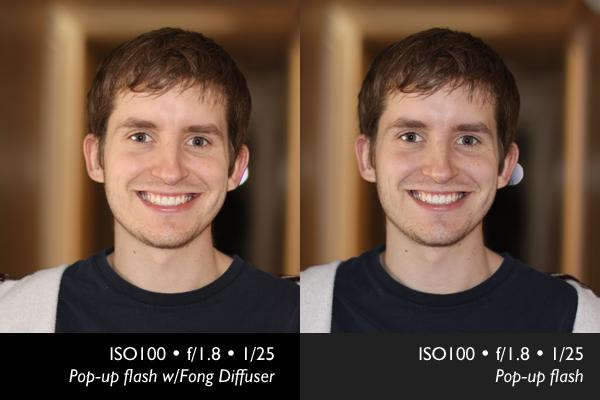 ISO100 • f/1.8 • 1/25
Pop-up flash w/Fong Diffuser
ISO100 • f/1.8 • 1/25
Pop-up flash